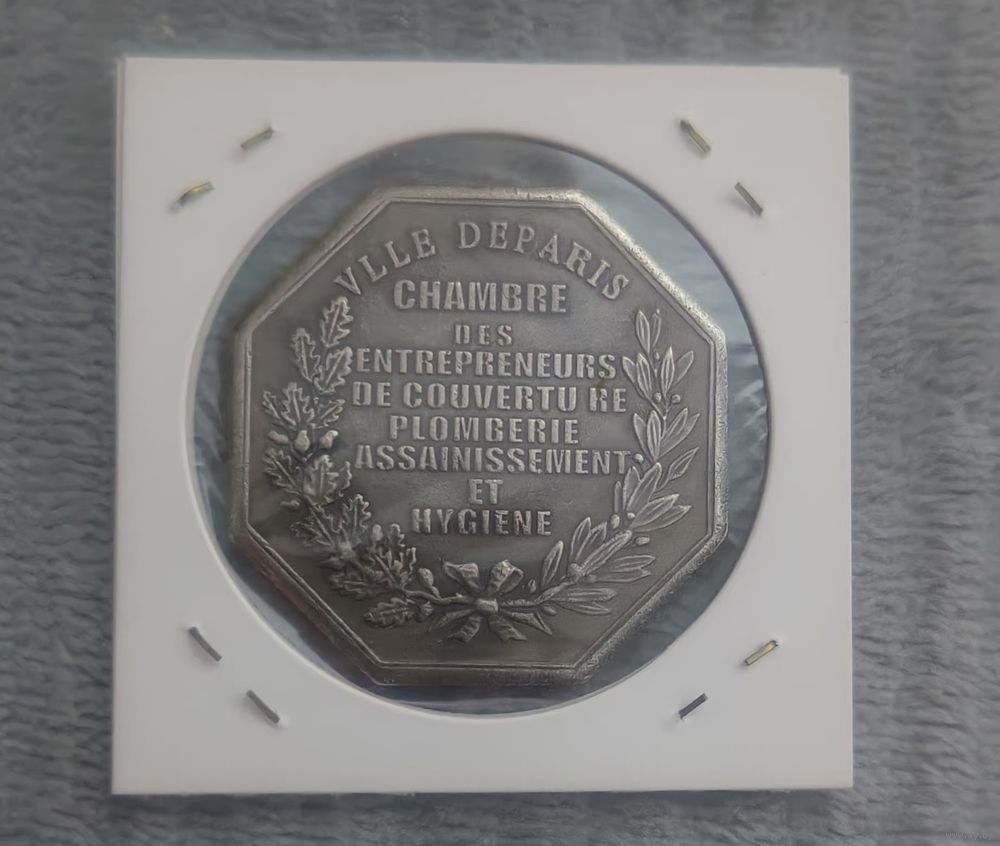 VLLE DEPARIS
CHAMBRE
DES
ENTREPRENEURS
DE COUVERTU RE
PLOMBERIE
ASSAINISSEMENT
ET
HYGIENE